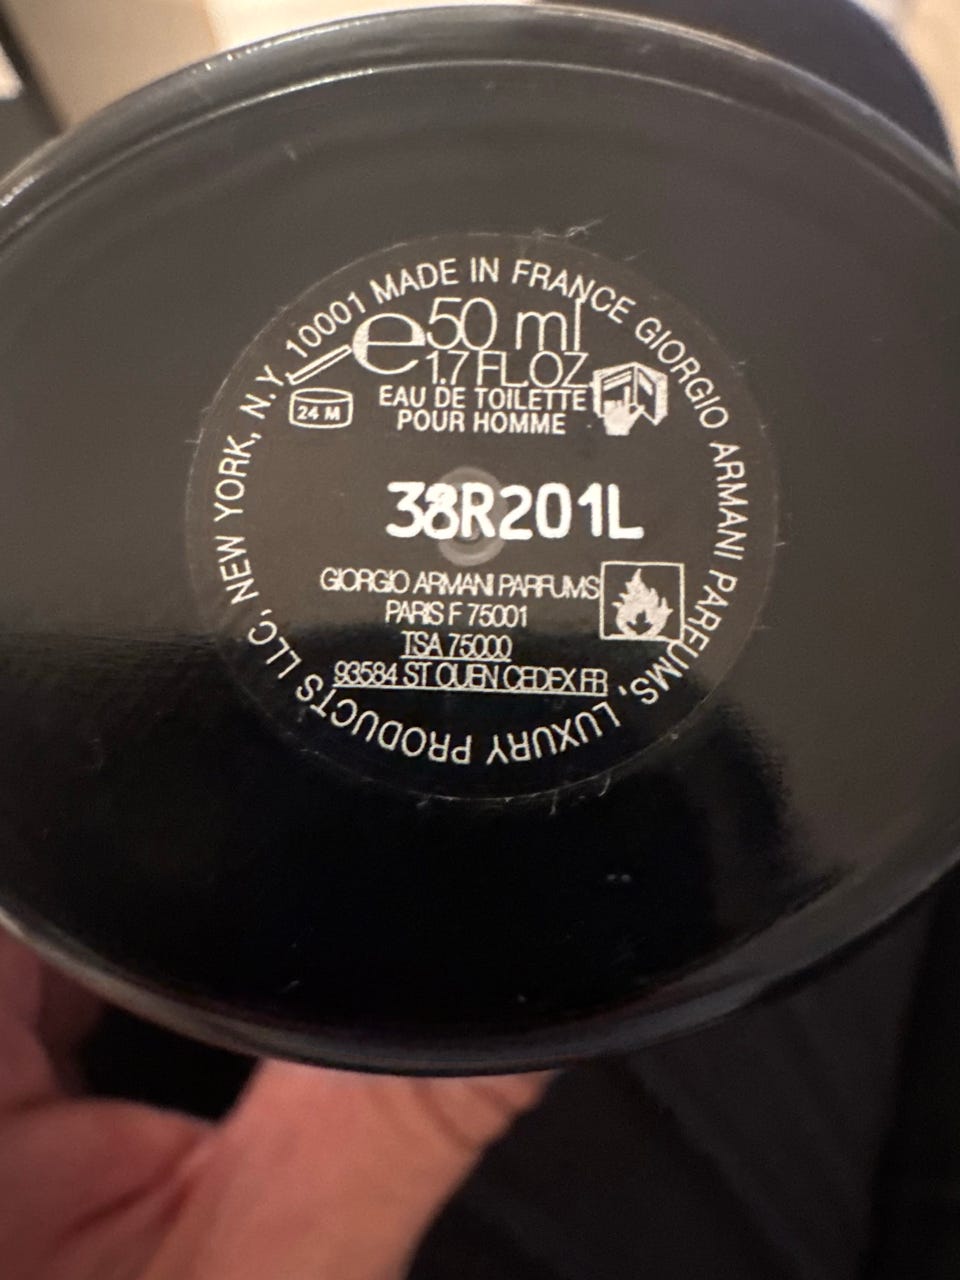 GIORGIO ARMANI PARFUMS, LUXURY PRODUCTS LLC, NEW YORK, N.Y. 10001 MADE IN FRANCE
e 50 ml
1.7 FL.OZ.
24 M
EAU DE TOILETTE
POUR HOMME
38R201L
GIORGIO ARMANI PARFUMS
PARIS F 75001
TSA 75000
93584 ST OUEN CEDEX FR